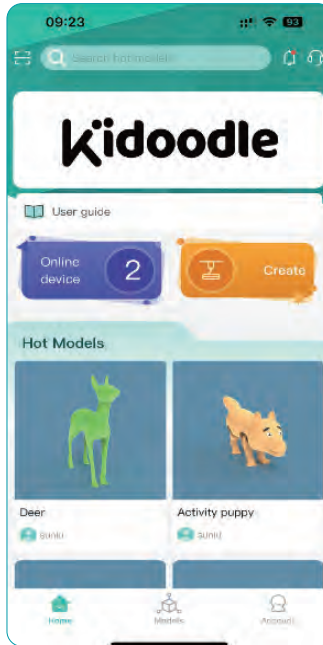 09:23
93
Search hot models
Kidoodle
User guide
Online
device
2
Create
Hot Models
Deer
Activity puppy
Home
Models
Account